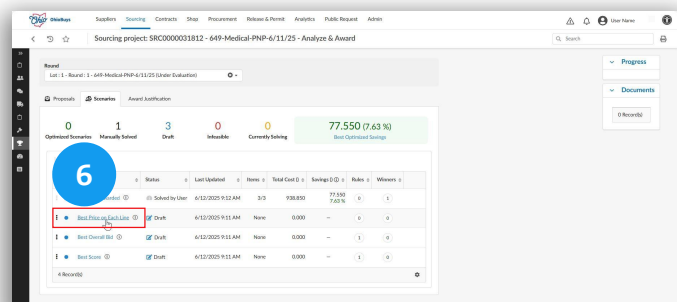 Ohio OhioBuys
Suppliers Sourcing Contracts Shop Procurement Release & Permit Analytics Public Request Admin
User Name
Sourcing project: SRC0000031812 - 649-Medical-PNP-6/11/25 - Analyze & Award
Search
Round
Lot : 1 - Round : 1 - 649-Medical-PNP-6/11/25 (Under Evaluation)
Proposals Scenarios Award Justification
0 1 3 0 0 77.550 (7.63 %)
Optimized Scenarios Manually Solved Draft Infeasible Currently Solving Best Optimized Savings
6
Status Last Updated Items Total Cost () Savings () Rules Winners
Solved by User 6/12/2025 9:12 AM 3/3 938.850 77.550 7.63 % 0 1
Best Price on Each Line Draft 6/12/2025 9:11 AM None 0.000 – 0 0
Best Overall Bid Draft 6/12/2025 9:11 AM None 0.000 – 1 0
Best Score Draft 6/12/2025 9:11 AM None 0.000 – 1 0
4 Record(s)
Progress
Documents
0 Record(s)